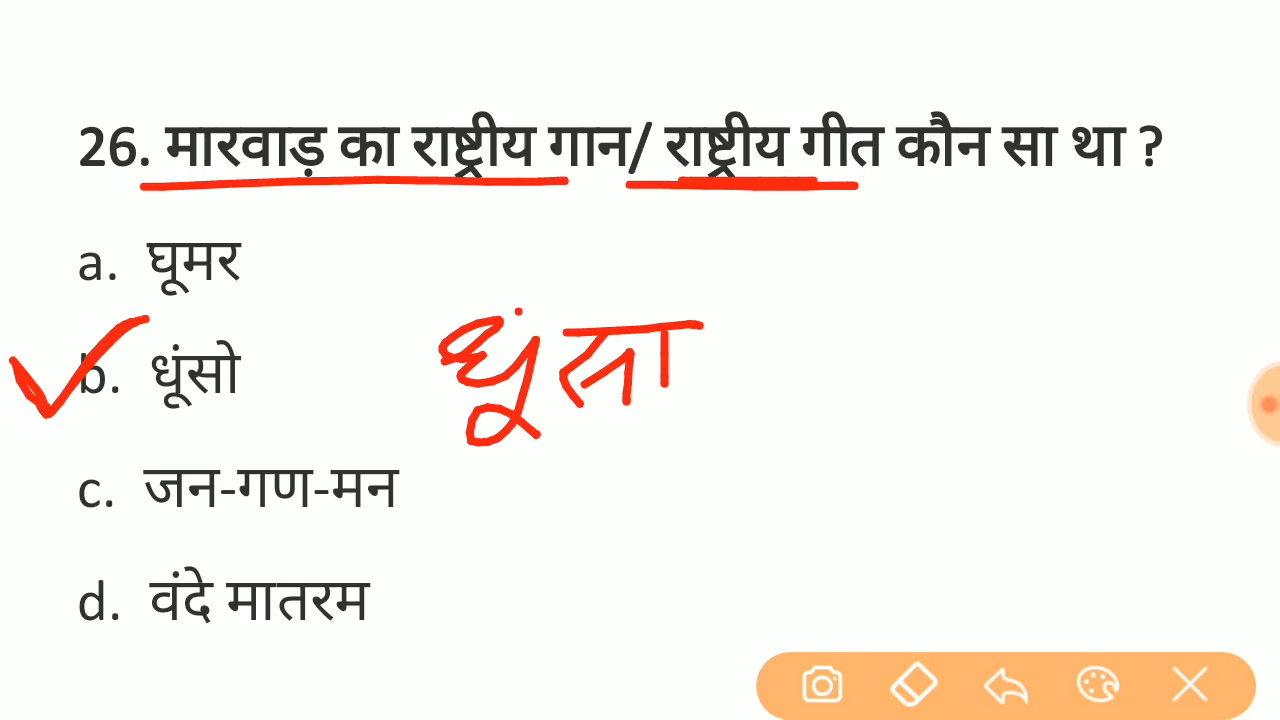 26. मारवाड़ का राष्ट्रीय गान/ राष्ट्रीय गीत कौन सा था ?
a. घूमर
b. धूंसो
धुंसा
c. जन-गण-मन
d. वंदे मातरम